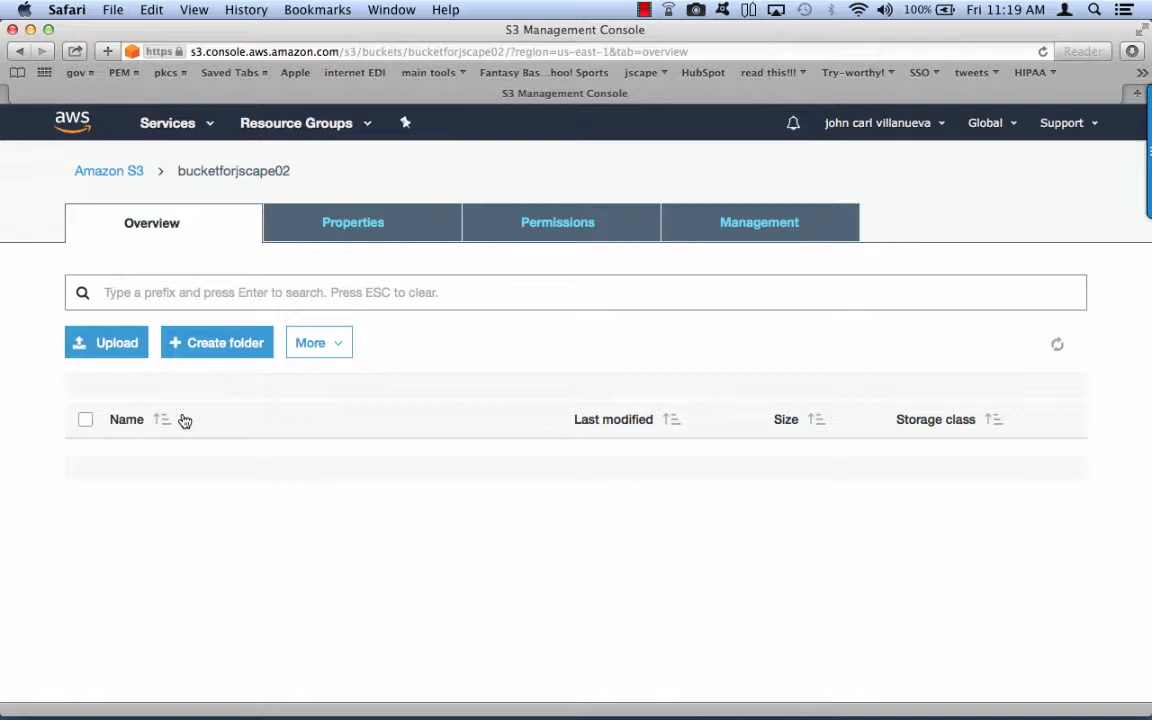 Safari File Edit View History Bookmarks Window Help 100% Fri 11:19 AM
S3 Management Console
https s3.console.aws.amazon.com/s3/buckets/bucketforjscape02/?region=us-east-1&tab=overview Reader
gov PEM pkcs Saved Tabs Apple internet EDI main tools Fantasy Bas...hoo! Sports jscape HubSpot read this!!! Try-worthy! SSO tweets HIPAA
S3 Management Console
aws Services Resource Groups john carl villanueva Global Support
Amazon S3 > bucketforjscape02
Overview Properties Permissions Management
Type a prefix and press Enter to search. Press ESC to clear.
Upload + Create folder More
Name Last modified Size Storage class